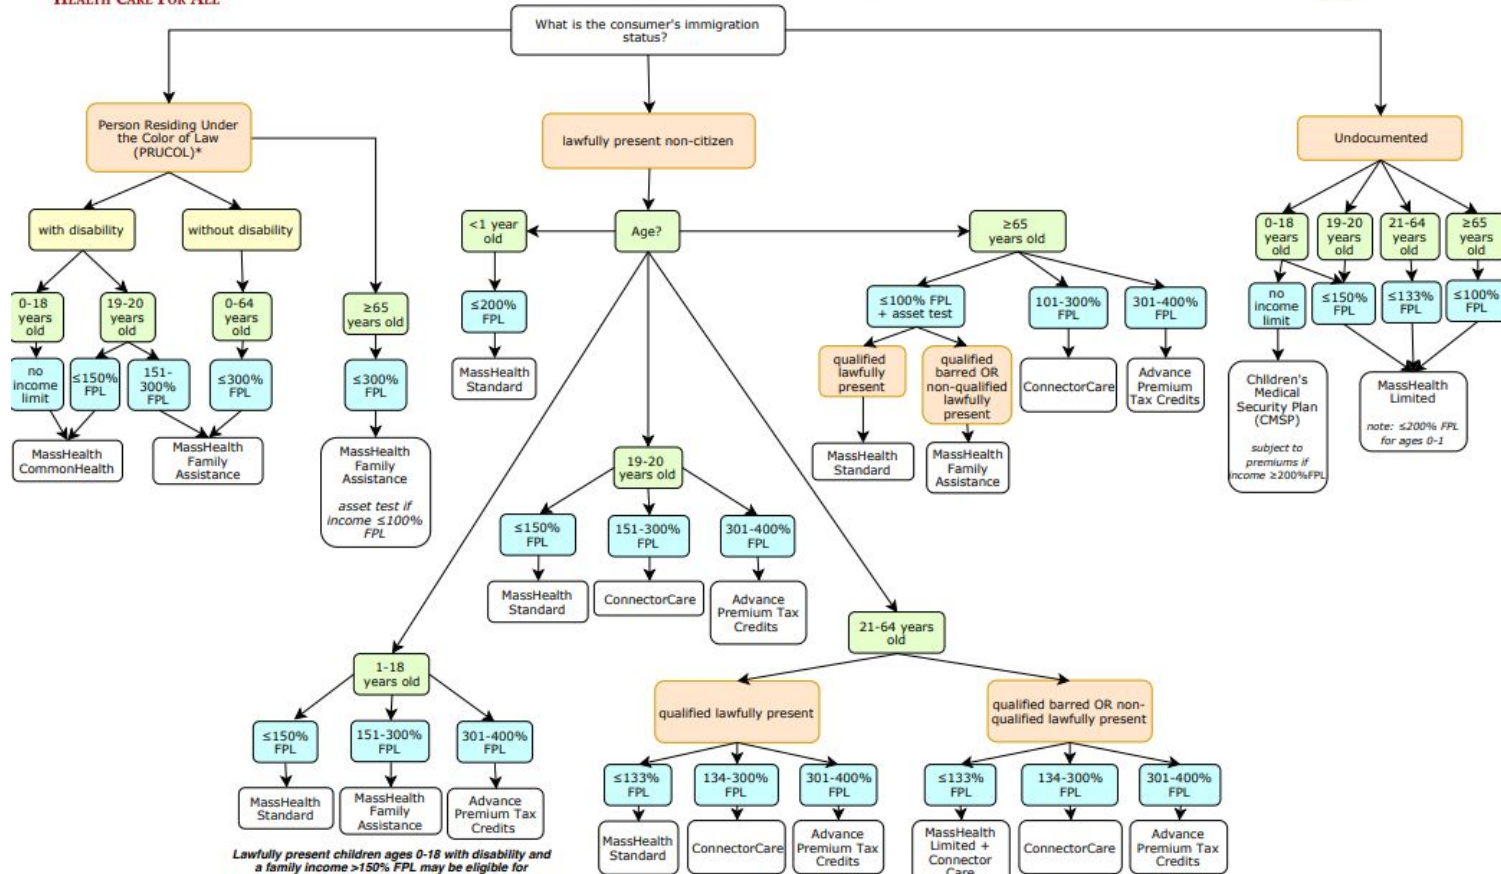 HEALTH CARE FOR ALL
What is the consumer's immigration
status?
Person Residing Under
the Color of Law
(PRUCOL)*
lawfully present non-citizen
Undocumented
with disability
without disability
<1 year
old
Age?
≥65
years old
0-18
years
old
19-20
years
old
21-64
years
old
≥65
years
old
0-18
years
old
19-20
years
old
0-64
years
old
≥65
years old
≤200%
FPL
≤100% FPL
+ asset test
101-300%
FPL
301-400%
FPL
no
income
limit
≤150%
FPL
≤133%
FPL
≤100%
FPL
no
income
limit
≤150%
FPL
151-
300%
FPL
≤300%
FPL
≤300%
FPL
MassHealth
Standard
qualified
lawfully
present
qualified
barred OR
non-qualified
lawfully
present
ConnectorCare
Advance
Premium
Tax Credits
Children's
Medical
Security Plan
(CMSP)
subject to
premiums if
income ≥200%FPL
MassHealth
Limited
note: ≤200% FPL
for ages 0-1
MassHealth
CommonHealth
MassHealth
Family
Assistance
MassHealth
Family
Assistance
asset test if
income ≤100%
FPL
MassHealth
Standard
MassHealth
Family
Assistance
19-20
years old
≤150%
FPL
151-300%
FPL
301-400%
FPL
MassHealth
Standard
ConnectorCare
Advance
Premium Tax
Credits
21-64 years
old
1-18
years old
qualified lawfully present
qualified barred OR non-
qualified lawfully present
≤150%
FPL
151-300%
FPL
301-400%
FPL
≤133%
FPL
134-300%
FPL
301-400%
FPL
≤133%
FPL
134-300%
FPL
301-400%
FPL
MassHealth
Standard
MassHealth
Family
Assistance
Advance
Premium Tax
Credits
MassHealth
Standard
ConnectorCare
Advance
Premium Tax
Credits
MassHealth
Limited +
Connector
Care
ConnectorCare
Advance
Premium Tax
Credits
Lawfully present children ages 0-18 with disability and
a family income >150% FPL may be eligible for